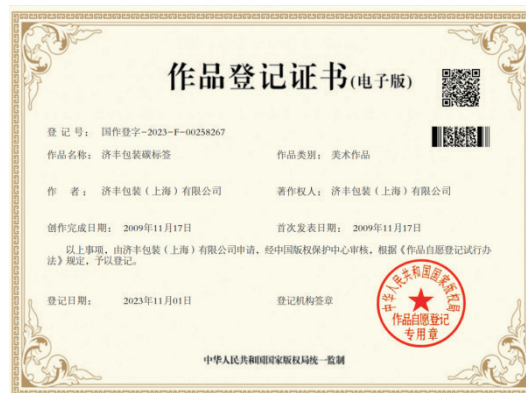 作品登记证书(电子版)
登 记 号： 国作登字-2023-F-00258267
作品名称： 济丰包装碳标签 作品类别： 美术作品
作 者： 济丰包装（上海）有限公司 著作权人： 济丰包装（上海）有限公司
创作完成日期： 2009年11月17日 首次发表日期： 2009年11月17日
以上事项，由济丰包装（上海）有限公司申请，经中国版权保护中心审核，根据《作品自愿登记试行办
法》规定，予以登记。
登记日期： 2023年11月01日 登记机构签章
中华人民共和国国家版权局
作品自愿登记
专用章
中华人民共和国国家版权局统一监制